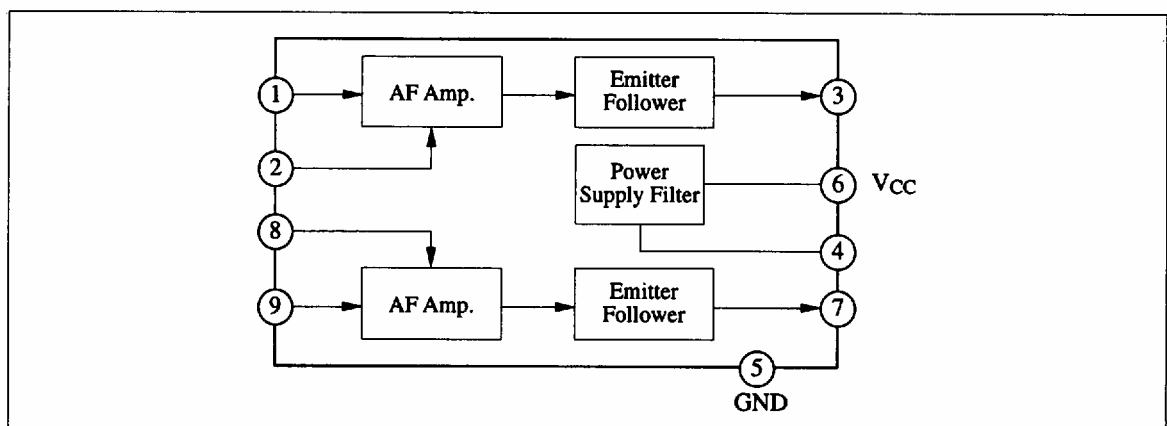 1
AF Amp.
Emitter
Follower
3
2
Power
Supply Filter
6
VCC
8
4
9
AF Amp.
Emitter
Follower
7
5
GND